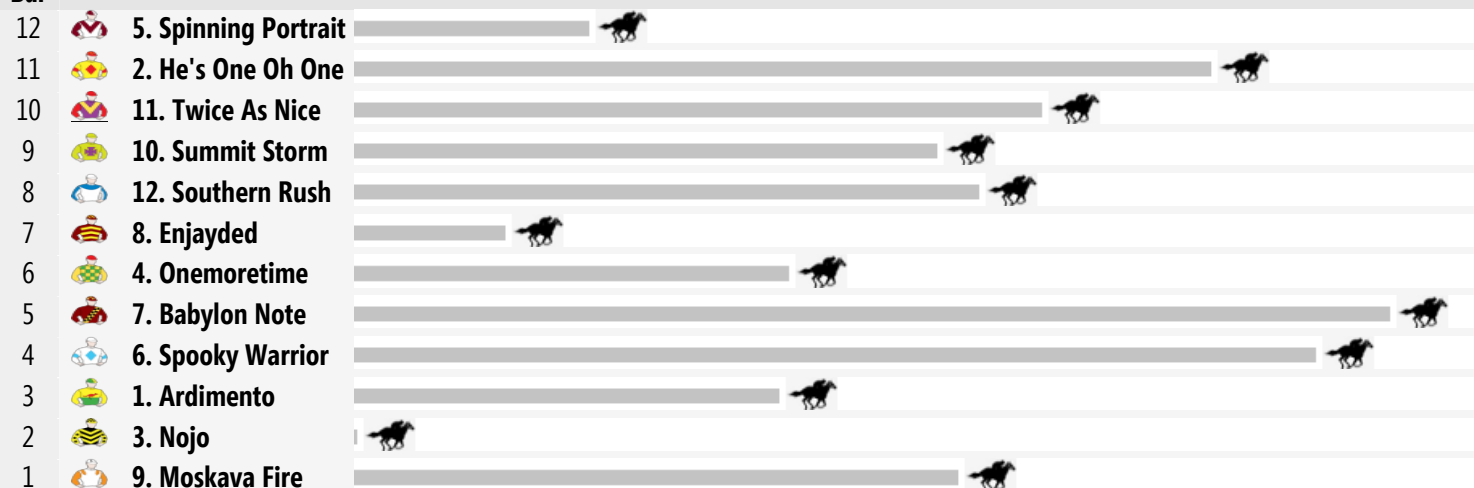 Bar
12 5. Spinning Portrait
11 2. He's One Oh One
10 11. Twice As Nice
9 10. Summit Storm
8 12. Southern Rush
7 8. Enjayded
6 4. Onemoretime
5 7. Babylon Note
4 6. Spooky Warrior
3 1. Ardimento
2 3. Nojo
1 9. Moskava Fire